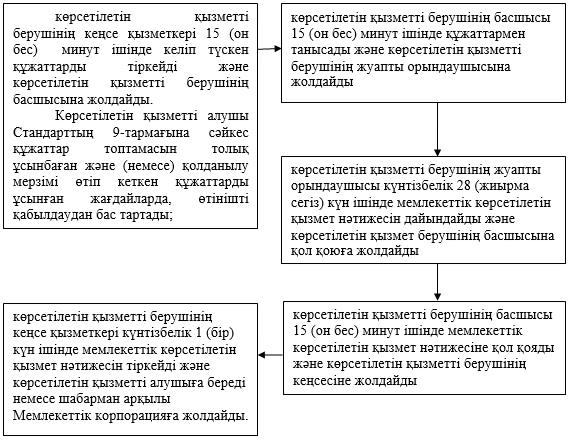 көрсетілетін қызметті
берушінің кеңсе қызметкері 15 (он
бес) минут ішінде келіп түскен
құжаттарды тіркейді және
көрсетілетін қызметті берушінің
басшысына жолдайды.
Көрсетілетін қызметті алушы
Стандарттың 9-тармағына сәйкес
құжаттар топтамасын толық
ұсынбаған және (немесе) қолданылу
мерзімі өтіп кеткен құжаттарды
ұсынған жағдайларда, өтінішті
қабылдаудан бас тартады;
көрсетілетін қызметті берушінің басшысы
15 (он бес) минут ішінде құжаттармен
танысады және көрсетілетін қызметті
берушінің жуапты орындаушысына
жолдайды
көрсетілетін қызметті берушінің жуапты
орындаушысы күнтізбелік 28 (жиырма
сегіз) күн ішінде мемлекеттік көрсетілетін
қызмет нәтижесін дайындайды және
көрсетілетін қызмет берушінің басшысына
қол қоюға жолдайды
көрсетілетін қызметті берушінің басшысы
15 (он бес) минут ішінде мемлекеттік
көрсетілетін қызмет нәтижесіне қол қояды
және көрсетілетін қызметті берушінің
кеңсесіне жолдайды
көрсетілетін қызметті берушінің
кеңсе қызметкері күнтізбелік 1 (бір)
күн ішінде мемлекеттік көрсетілетін
қызмет нәтижесін тіркейді және
көрсетілетін қызметті алушыға береді
немесе шабарман арқылы
Мемлекеттік корпорацияға жолдайды.